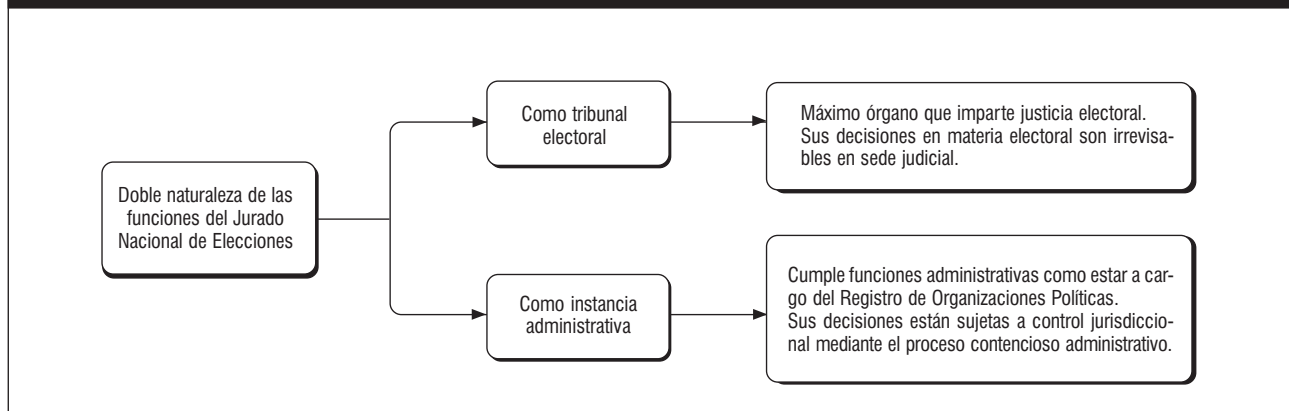 Doble naturaleza de las
funciones del Jurado
Nacional de Elecciones
Como tribunal
electoral
Máximo órgano que imparte justicia electoral.
Sus decisiones en materia electoral son irrevisa-
bles en sede judicial.
Como instancia
administrativa
Cumple funciones administrativas como estar a car-
go del Registro de Organizaciones Políticas.
Sus decisiones están sujetas a control jurisdiccio-
nal mediante el proceso contencioso administrativo.